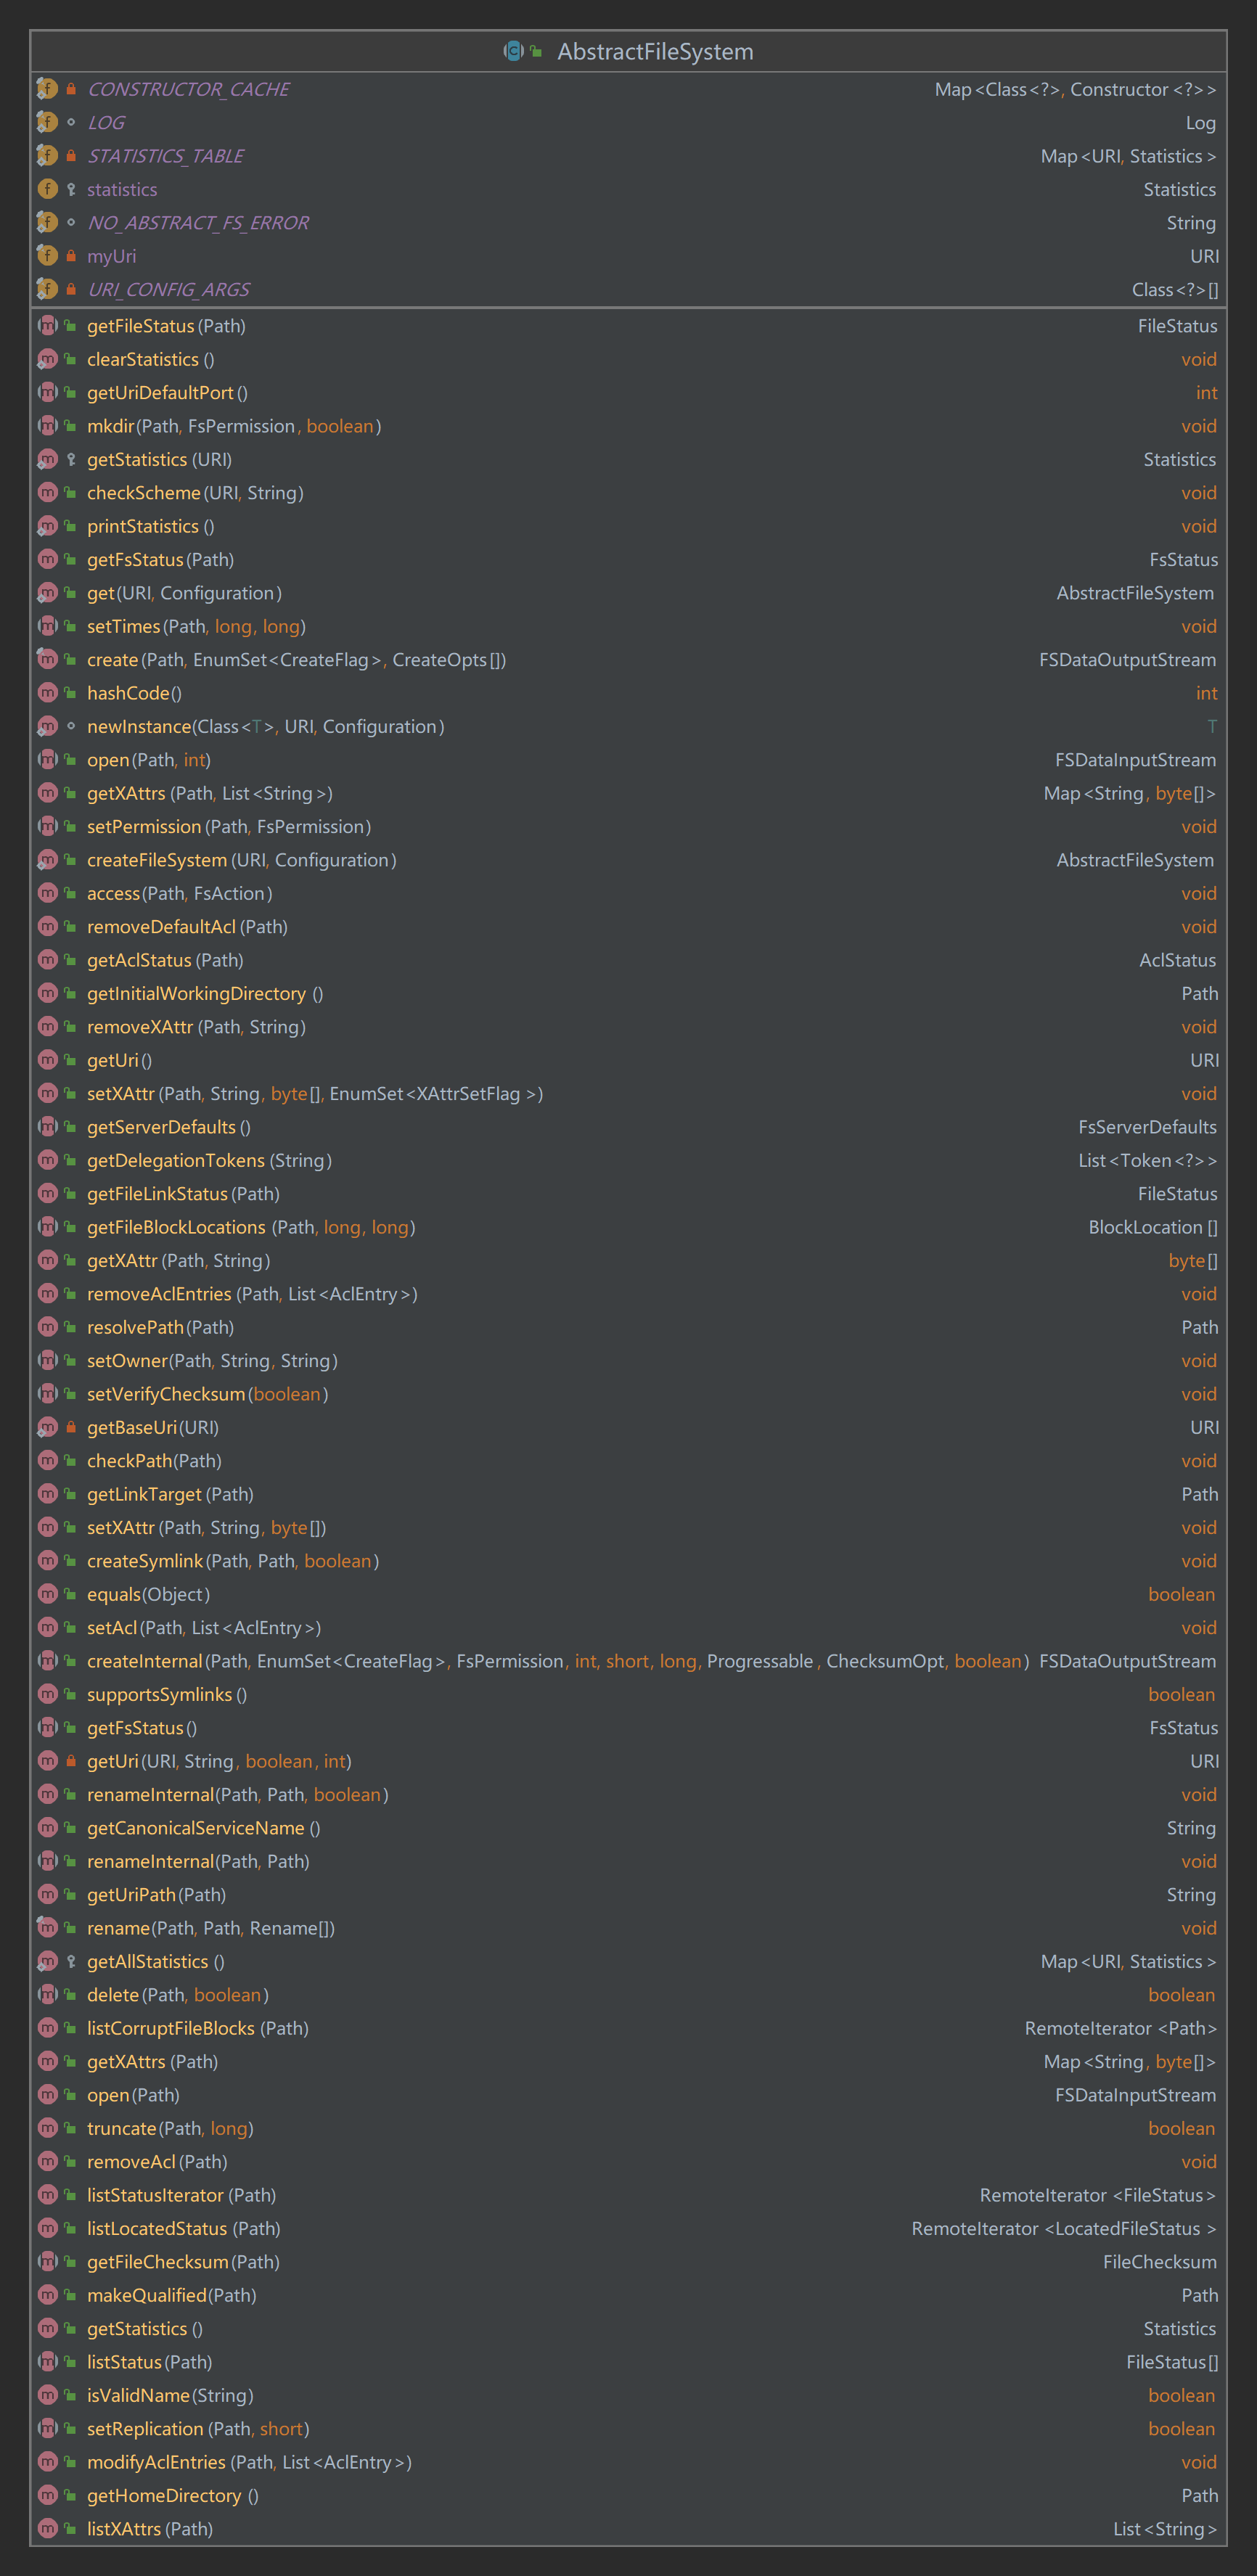 AbstractFileSystem
CONSTRUCTOR_CACHE Map<Class<?>, Constructor<?>>
LOG Log
STATISTICS_TABLE Map<URI, Statistics>
statistics Statistics
NO_ABSTRACT_FS_ERROR String
myUri URI
URI_CONFIG_ARGS Class<?>[]
getFileStatus(Path) FileStatus
clearStatistics() void
getUriDefaultPort() int
mkdir(Path, FsPermission, boolean) void
getStatistics(URI) Statistics
checkScheme(URI, String) void
printStatistics() void
getFsStatus(Path) FsStatus
get(URI, Configuration) AbstractFileSystem
setTimes(Path, long, long) void
create(Path, EnumSet<CreateFlag>, CreateOpts[]) FSDataOutputStream
hashCode() int
newInstance(Class<T>, URI, Configuration) T
open(Path, int) FSDataInputStream
getXAttrs(Path, List<String>) Map<String, byte[]>
setPermission(Path, FsPermission) void
createFileSystem(URI, Configuration) AbstractFileSystem
access(Path, FsAction) void
removeDefaultAcl(Path) void
getAclStatus(Path) AclStatus
getInitialWorkingDirectory() Path
removeXAttr(Path, String) void
getUri() URI
setXAttr(Path, String, byte[], EnumSet<XAttrSetFlag>) void
getServerDefaults() FsServerDefaults
getDelegationTokens(String) List<Token<?>>
getFileLinkStatus(Path) FileStatus
getFileBlockLocations(Path, long, long) BlockLocation[]
getXAttr(Path, String) byte[]
removeAclEntries(Path, List<AclEntry>) void
resolvePath(Path) Path
setOwner(Path, String, String) void
setVerifyChecksum(boolean) void
getBaseUri(URI) URI
checkPath(Path) void
getLinkTarget(Path) Path
setXAttr(Path, String, byte[]) void
createSymlink(Path, Path, boolean) void
equals(Object) boolean
setAcl(Path, List<AclEntry>) void
createInternal(Path, EnumSet<CreateFlag>, FsPermission, int, short, long, Progressable, ChecksumOpt, boolean) FSDataOutputStream
supportsSymlinks() boolean
getFsStatus() FsStatus
getUri(URI, String, boolean, int) URI
renameInternal(Path, Path, boolean) void
getCanonicalServiceName() String
renameInternal(Path, Path) void
getUriPath(Path) String
rename(Path, Path, Rename[]) void
getAllStatistics() Map<URI, Statistics>
delete(Path, boolean) boolean
listCorruptFileBlocks(Path) RemoteIterator<Path>
getXAttrs(Path) Map<String, byte[]>
open(Path) FSDataInputStream
truncate(Path, long) boolean
removeAcl(Path) void
listStatusIterator(Path) RemoteIterator<FileStatus>
listLocatedStatus(Path) RemoteIterator<LocatedFileStatus>
getFileChecksum(Path) FileChecksum
makeQualified(Path) Path
getStatistics() Statistics
listStatus(Path) FileStatus[]
isValidName(String) boolean
setReplication(Path, short) boolean
modifyAclEntries(Path, List<AclEntry>) void
getHomeDirectory() Path
listXAttrs(Path) List<String>